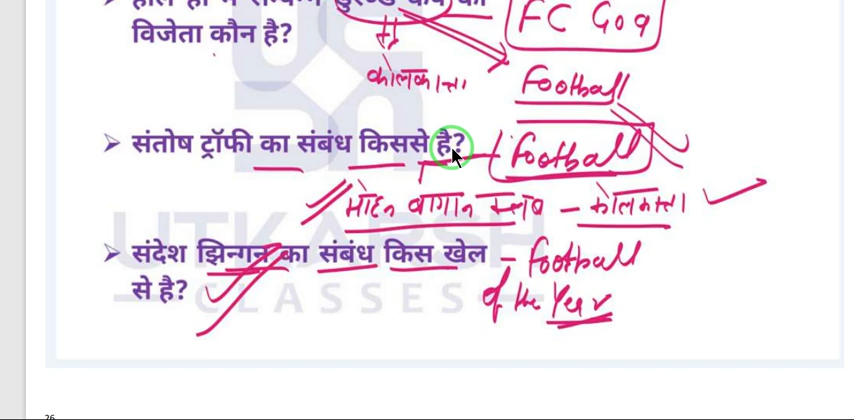 विजेता कौन है?
FC Goa
कोलकाता
Football
➤ संतोष ट्रॉफी का संबंध किससे है?
Football
मोहन बागान क्लब – कोलकाता
➤ संदेश झिन्गन का संबंध किस खेल – Football
से है?
of the Year
UTKARSH
CLASSES
26